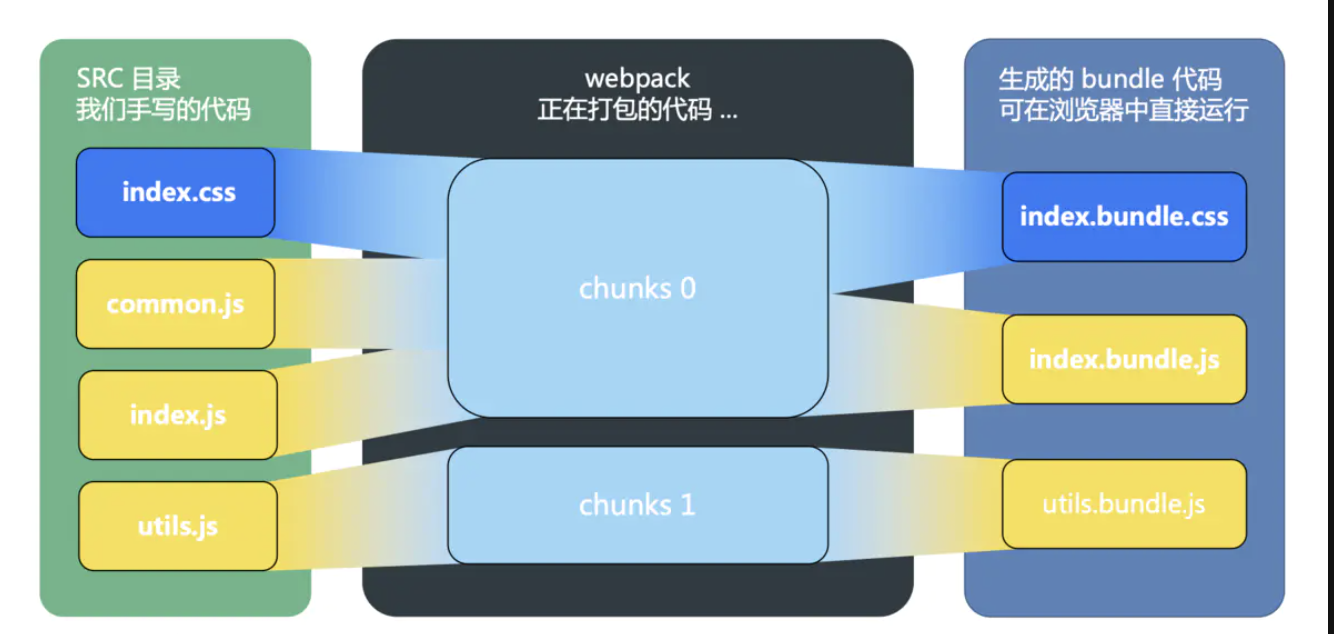 SRC 目录
我们手写的代码
index.css
common.js
index.js
utils.js
webpack
正在打包的代码 ...
chunks 0
chunks 1
生成的 bundle 代码
可在浏览器中直接运行
index.bundle.css
index.bundle.js
utils.bundle.js